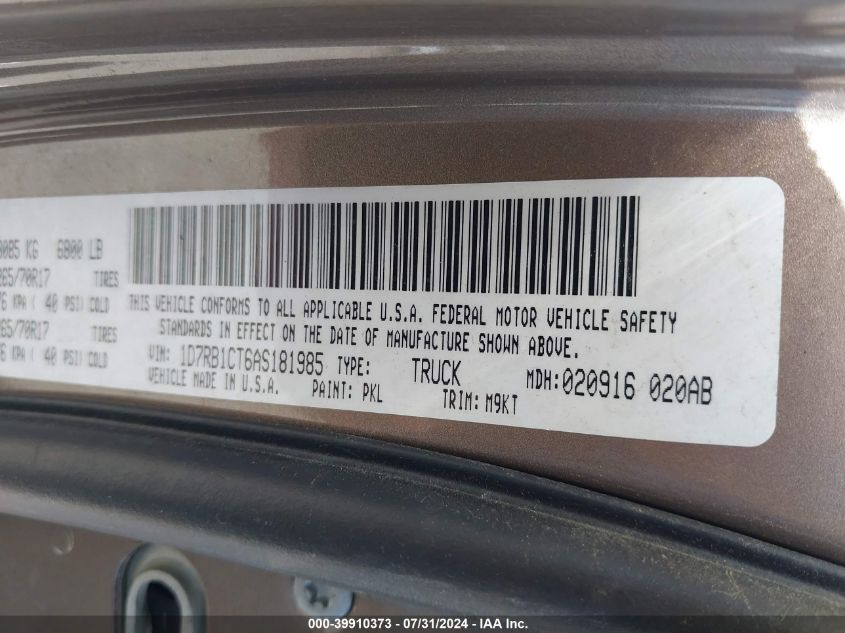 085 KG 6800 LB
265/70R17 TIRES
KPA ( 40 PSI) COLD
265/70R17 TIRES
KPA ( 40 PSI) COLD
THIS VEHICLE CONFORMS TO ALL APPLICABLE U.S.A. FEDERAL MOTOR VEHICLE SAFETY
STANDARDS IN EFFECT ON THE DATE OF MANUFACTURE SHOWN ABOVE.
VIN: 1D7RB1CT6AS181985 TYPE: TRUCK MDH: 020916 020AB
VEHICLE MADE IN U.S.A. PAINT: PKL TRIM: M9KT
000-39910373 - 07/31/2024 - IAA Inc.